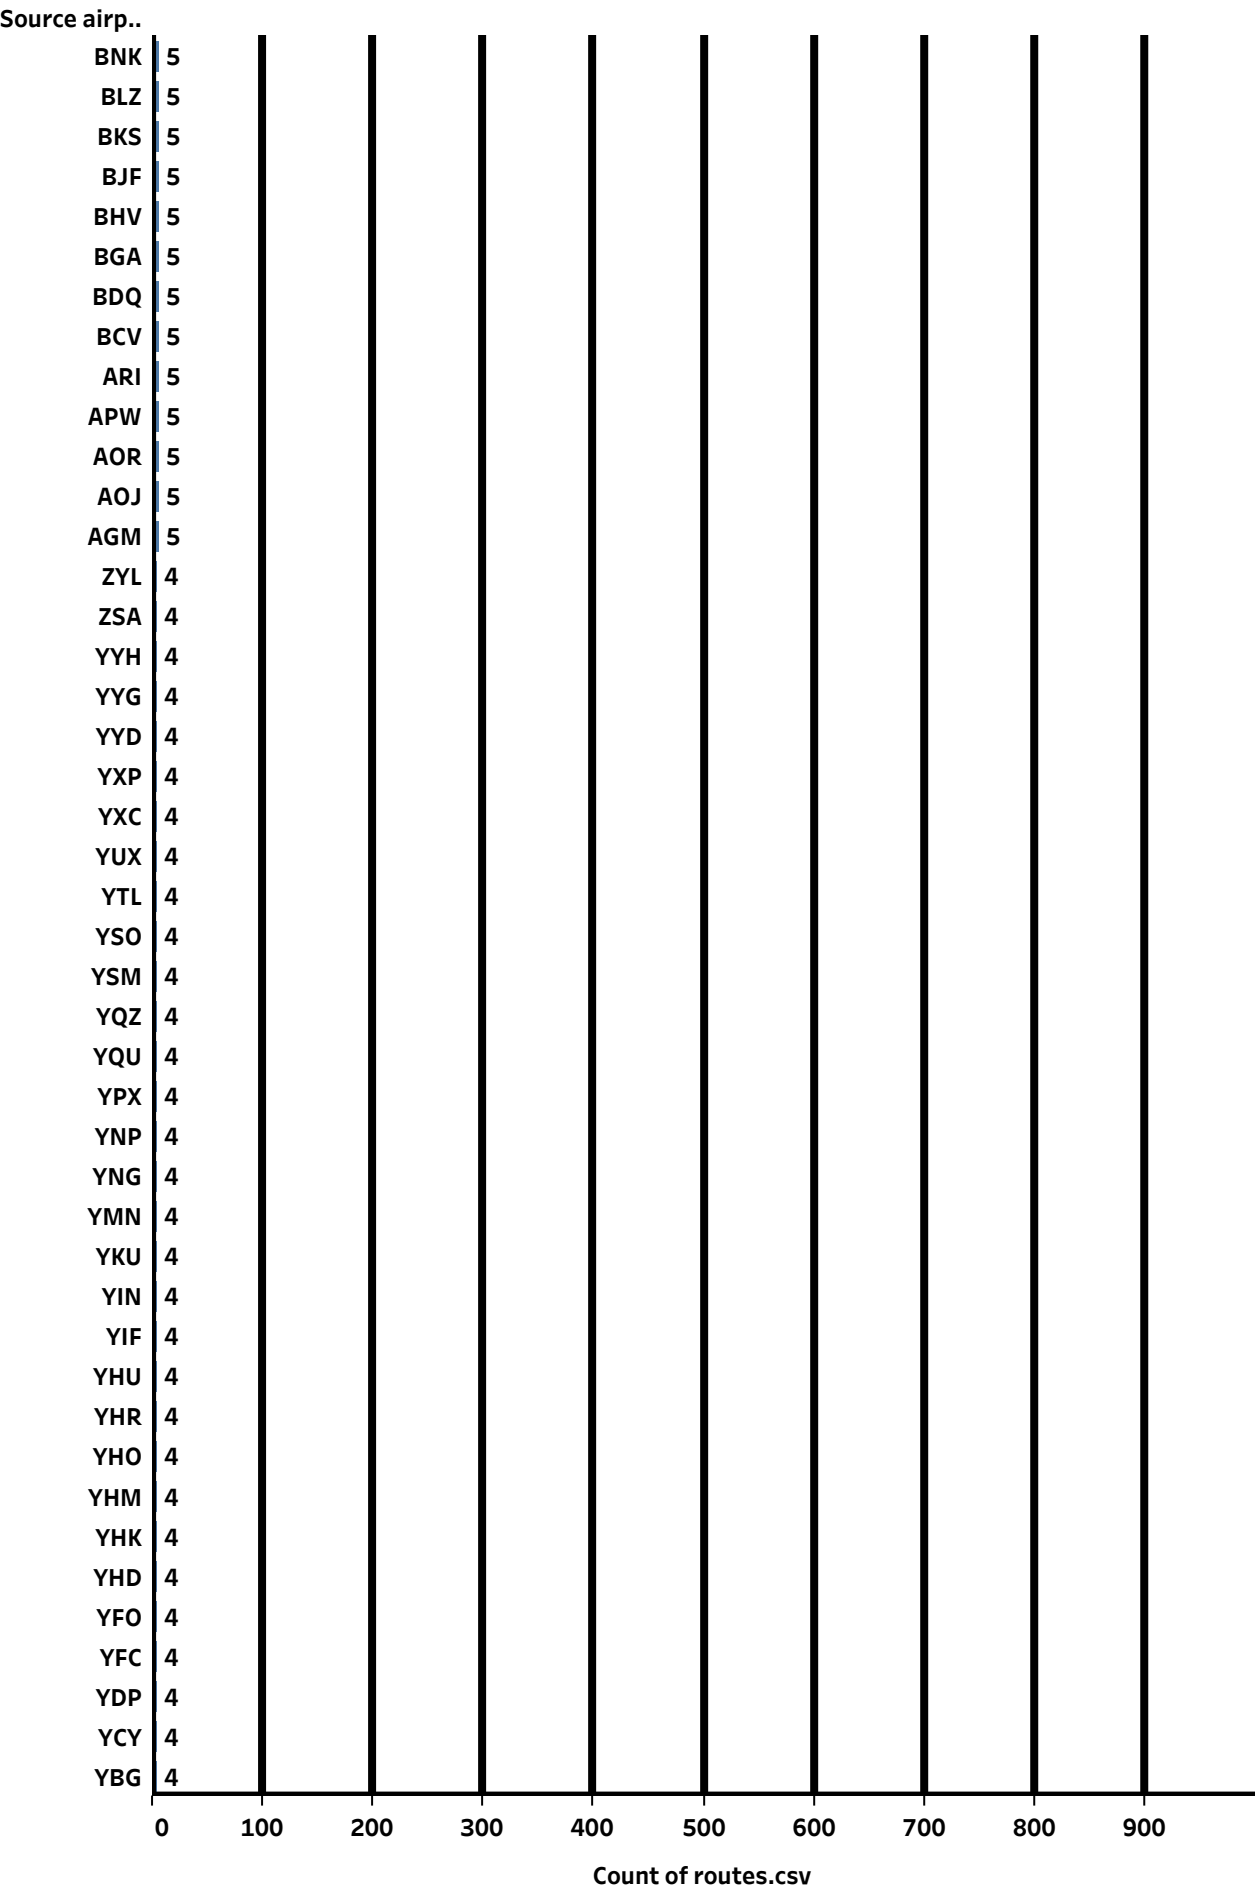 Source airp..
BNK 5
BLZ 5
BKS 5
BJF 5
BHV 5
BGA 5
BDQ 5
BCV 5
ARI 5
APW 5
AOR 5
AOJ 5
AGM 5
ZYL 4
ZSA 4
YYH 4
YYG 4
YYD 4
YXP 4
YXC 4
YUX 4
YTL 4
YSO 4
YSM 4
YQZ 4
YQU 4
YPX 4
YNP 4
YNG 4
YMN 4
YKU 4
YIN 4
YIF 4
YHU 4
YHR 4
YHO 4
YHM 4
YHK 4
YHD 4
YFO 4
YFC 4
YDP 4
YCY 4
YBG 4
0 100 200 300 400 500 600 700 800 900
Count of routes.csv